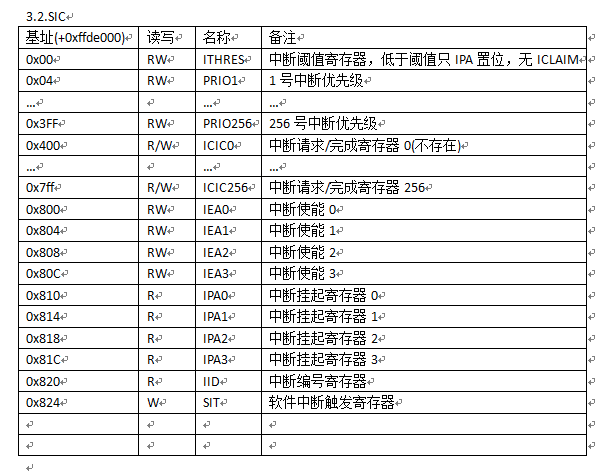 3.2.SIC
基址(+0xffde000) 读写 名称 备注
0x00 RW ITHRES 中断阈值寄存器，低于阈值只 IPA 置位，无 ICLAIM
0x04 RW PRIO1 1 号中断优先级
… … …
0x3FF RW PRIO256 256 号中断优先级
0x400 R/W ICIC0 中断请求/完成寄存器 0(不存在)
… … …
0x7ff R/W ICIC256 中断请求/完成寄存器 256
0x800 RW IEA0 中断使能 0
0x804 RW IEA1 中断使能 1
0x808 RW IEA2 中断使能 2
0x80C RW IEA3 中断使能 3
0x810 R IPA0 中断挂起寄存器 0
0x814 R IPA1 中断挂起寄存器 1
0x818 R IPA2 中断挂起寄存器 2
0x81C R IPA3 中断挂起寄存器 3
0x820 R IID 中断编号寄存器
0x824 W SIT 软件中断触发寄存器